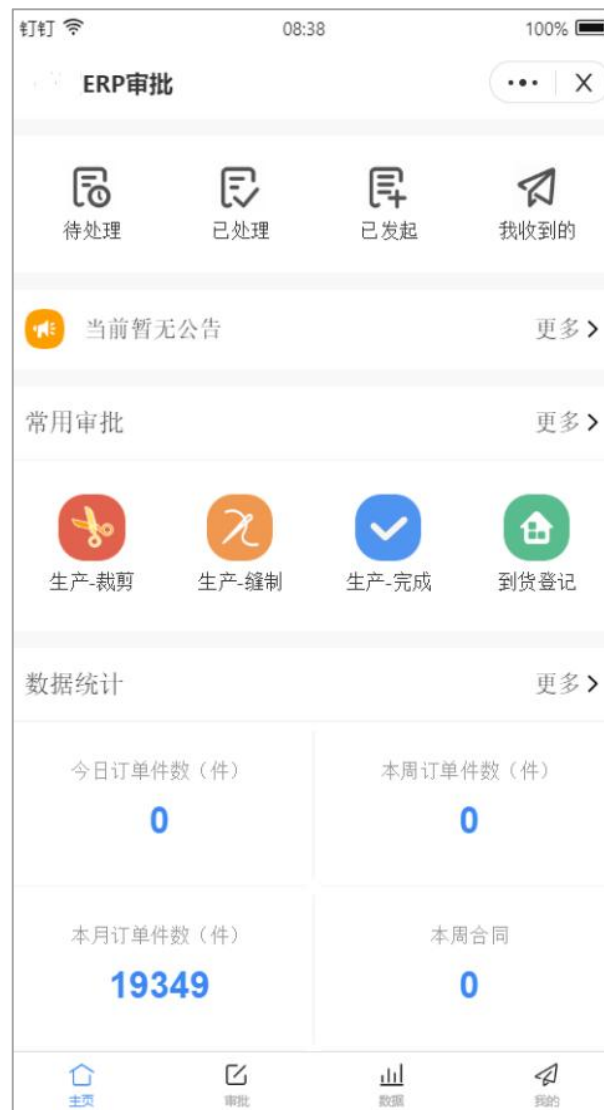 钉钉 08:38 100%
ERP审批 ••• X
待处理 已处理 已发起 我收到的
当前暂无公告 更多 >
常用审批 更多 >
生产-裁剪 生产-缝制 生产-完成 到货登记
数据统计 更多 >
今日订单件数（件） 本周订单件数（件）
0 0
本月订单件数（件） 本周合同
19349 0
主页 审批 数据 我的